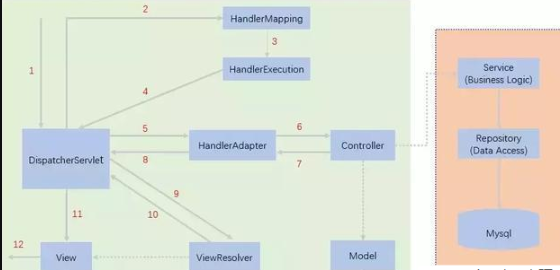 2
HandlerMapping
3
1
HandlerExecution
Service
(Business Logic)
4
5
6
DispatcherServlet
HandlerAdapter
Controller
Repository
(Data Access)
8
7
9
10
11
Mysql
12
View
ViewResolver
Model